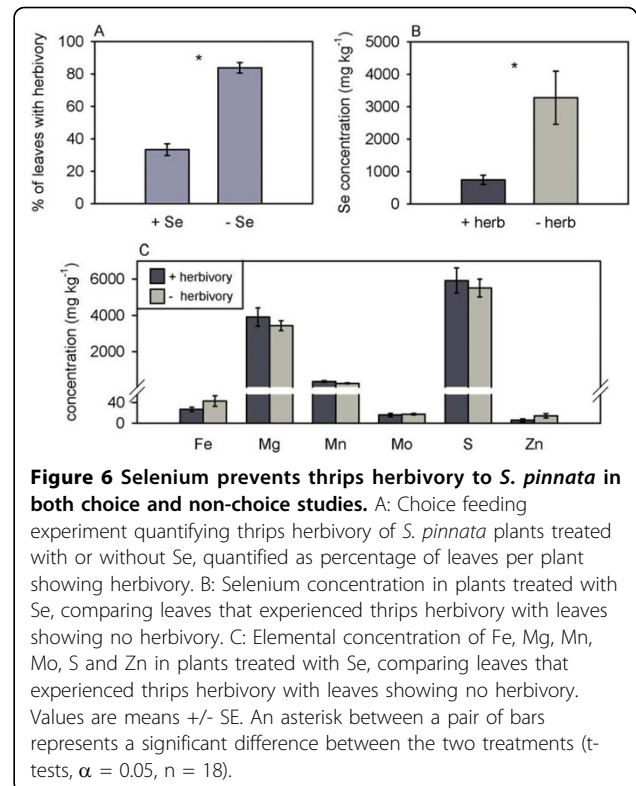 A
% of leaves with herbivory
100
80
60
40
20
0
*
+ Se - Se
B
Se concentration (mg kg-1)
5000
4000
3000
2000
1000
0
*
+ herb - herb
C
concentration (mg kg-1)
+ herbivory
- herbivory
6000
4000
2000
40
0
Fe Mg Mn Mo S Zn
Figure 6 Selenium prevents thrips herbivory to S. pinnata in
both choice and non-choice studies. A: Choice feeding
experiment quantifying thrips herbivory of S. pinnata plants treated
with or without Se, quantified as percentage of leaves per plant
showing herbivory. B: Selenium concentration in plants treated with
Se, comparing leaves that experienced thrips herbivory with leaves
showing no herbivory. C: Elemental concentration of Fe, Mg, Mn,
Mo, S and Zn in plants treated with Se, comparing leaves that
experienced thrips herbivory with leaves showing no herbivory.
Values are means +/- SE. An asterisk between a pair of bars
represents a significant difference between the two treatments (t-
tests, α = 0.05, n = 18).